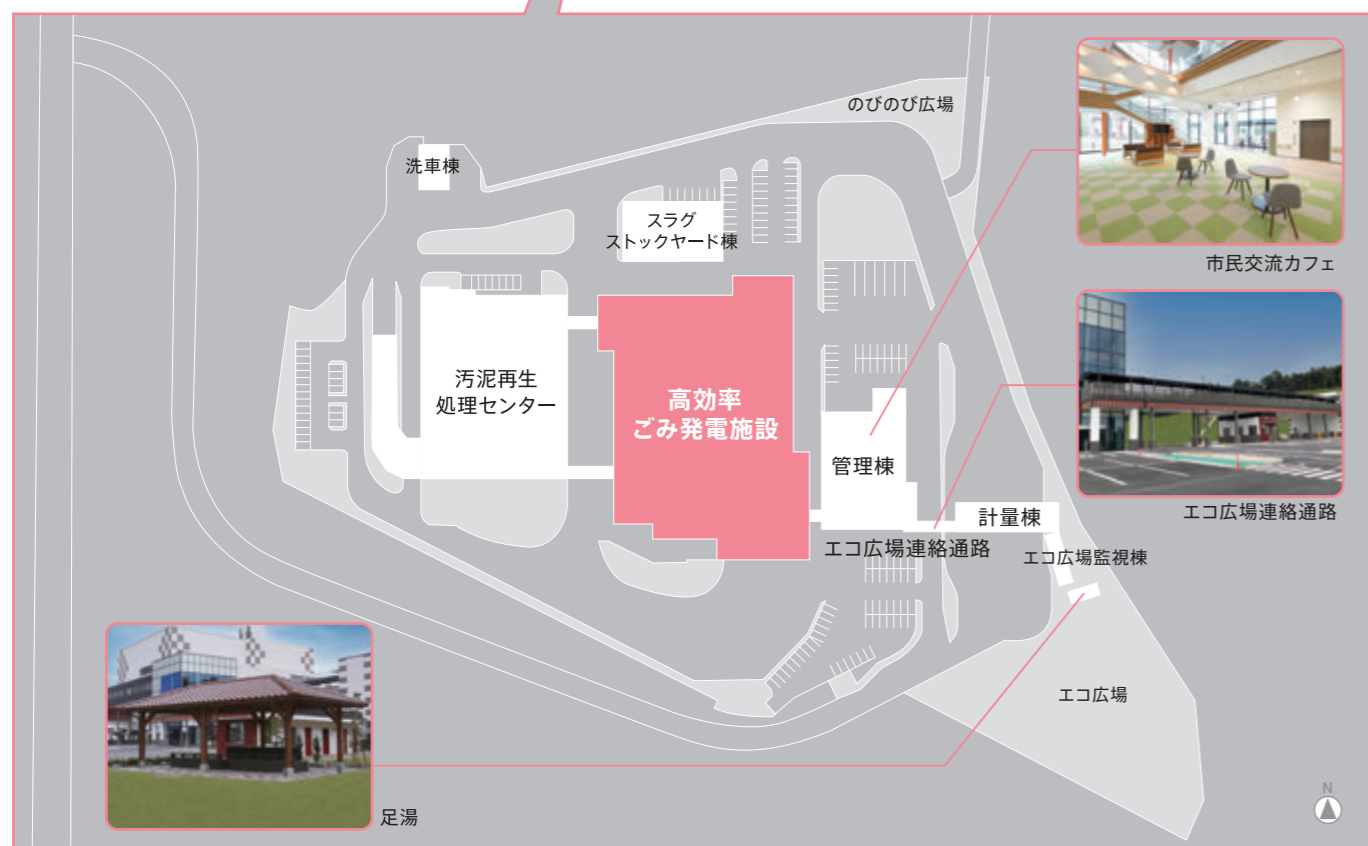 のびのび広場
洗車棟
スラグ
ストックヤード棟
市民交流カフェ
汚泥再生
処理センター
高効率
ごみ発電施設
管理棟
計量棟
エコ広場連絡通路
エコ広場連絡通路
エコ広場監視棟
エコ広場
足湯
N